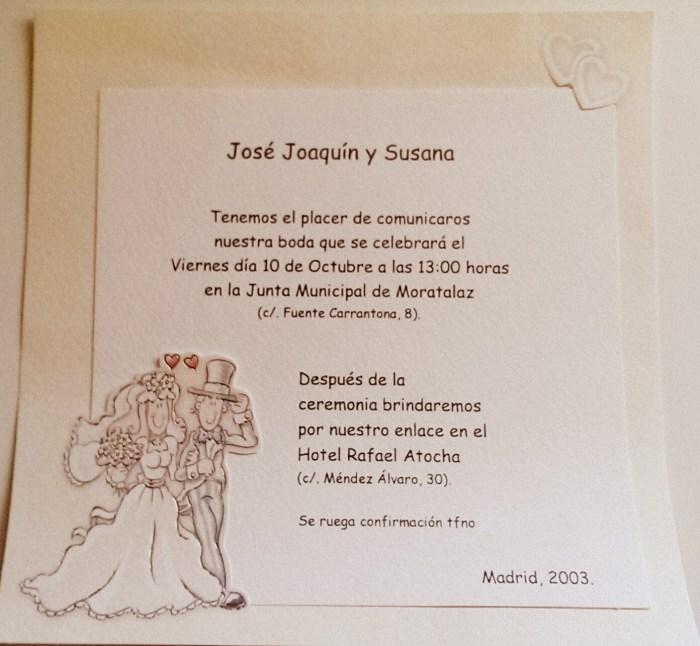 José Joaquín y Susana
Tenemos el placer de comunicaros
nuestra boda que se celebrará el
Viernes día 10 de Octubre a las 13:00 horas
en la Junta Municipal de Moratalaz
(c/. Fuente Carrantona, 8).
Después de la
ceremonia brindaremos
por nuestro enlace en el
Hotel Rafael Atocha
(c/. Méndez Álvaro, 30).
Se ruega confirmación tfno
Madrid, 2003.